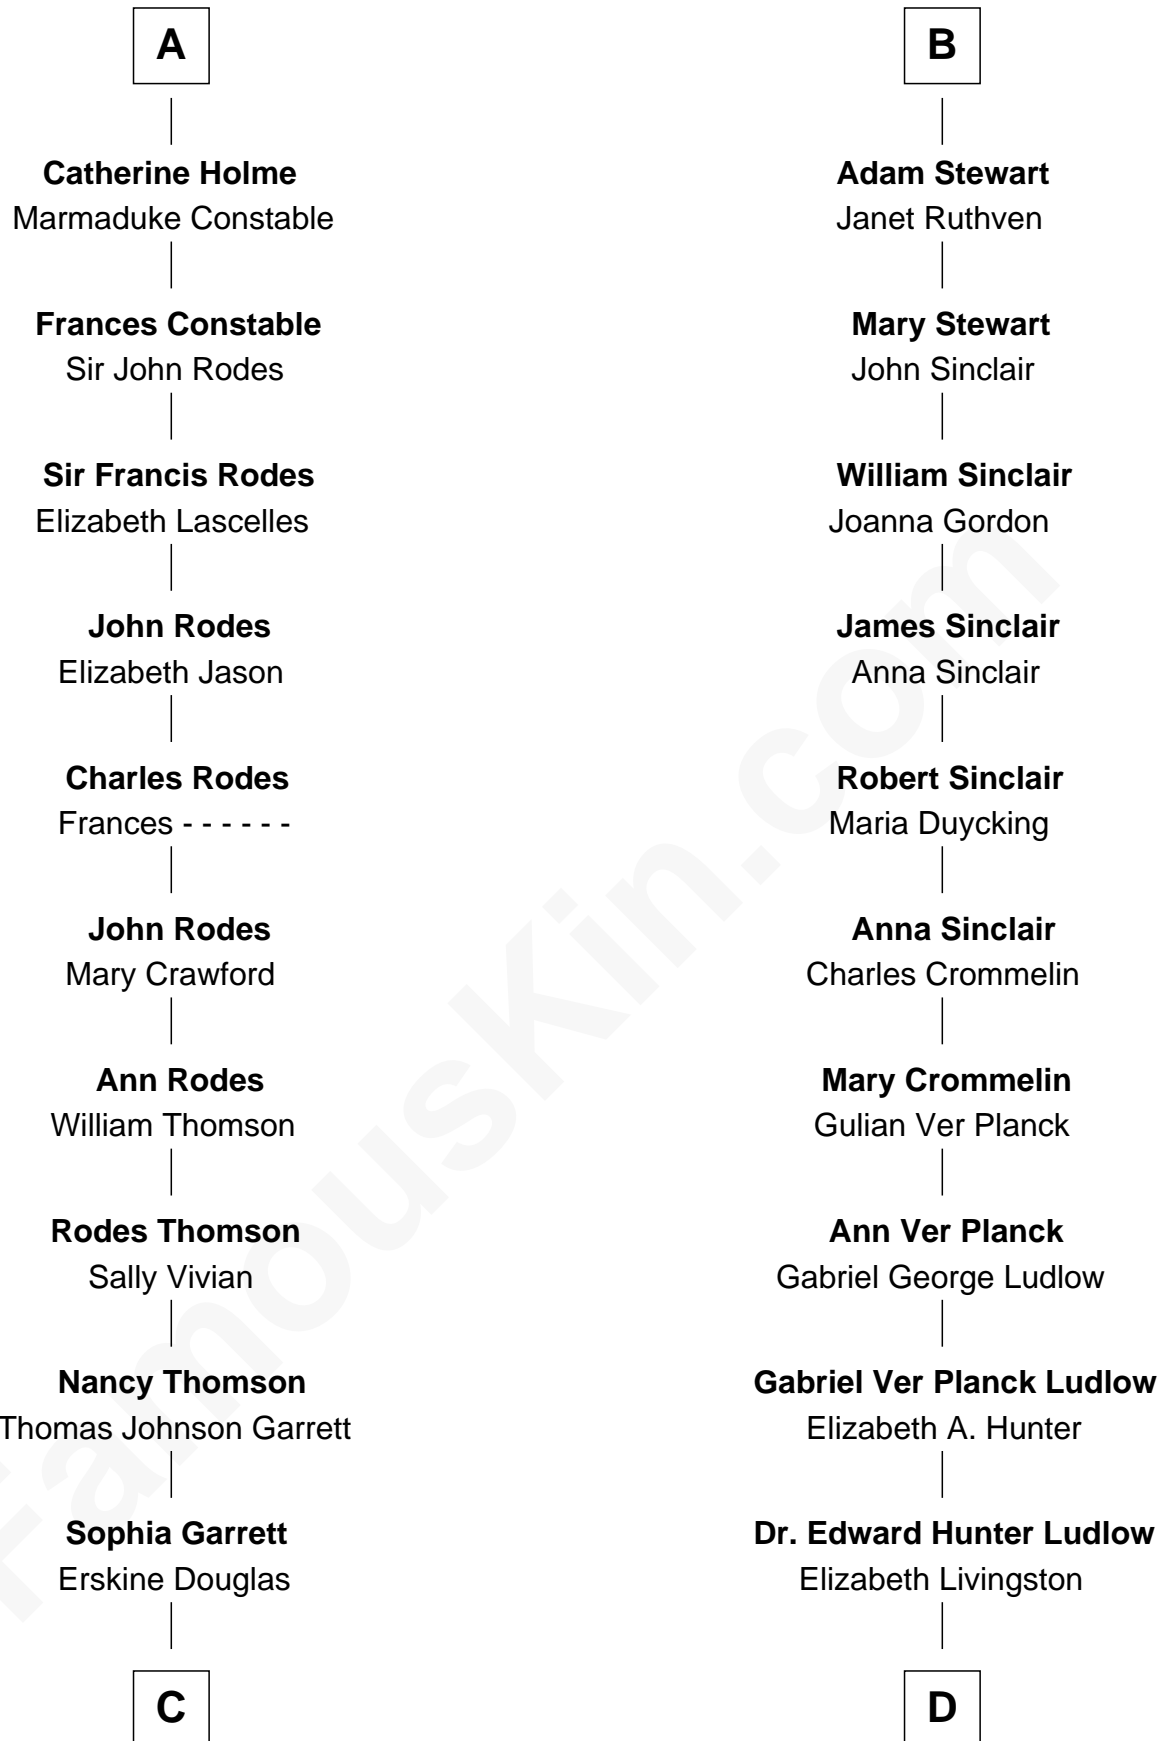 A
Catherine Holme
Marmaduke Constable
Frances Constable
Sir John Rodes
Sir Francis Rodes
Elizabeth Lascelles
John Rodes
Elizabeth Jason
Charles Rodes
Frances - - - - - -
John Rodes
Mary Crawford
Ann Rodes
William Thomson
Rodes Thomson
Sally Vivian
Nancy Thomson
Thomas Johnson Garrett
Sophia Garrett
Erskine Douglas
C
B
Adam Stewart
Janet Ruthven
Mary Stewart
John Sinclair
William Sinclair
Joanna Gordon
James Sinclair
Anna Sinclair
Robert Sinclair
Maria Duycking
Anna Sinclair
Charles Crommelin
Mary Crommelin
Gulian Ver Planck
Ann Ver Planck
Gabriel George Ludlow
Gabriel Ver Planck Ludlow
Elizabeth A. Hunter
Dr. Edward Hunter Ludlow
Elizabeth Livingston
D
FamousKin.com